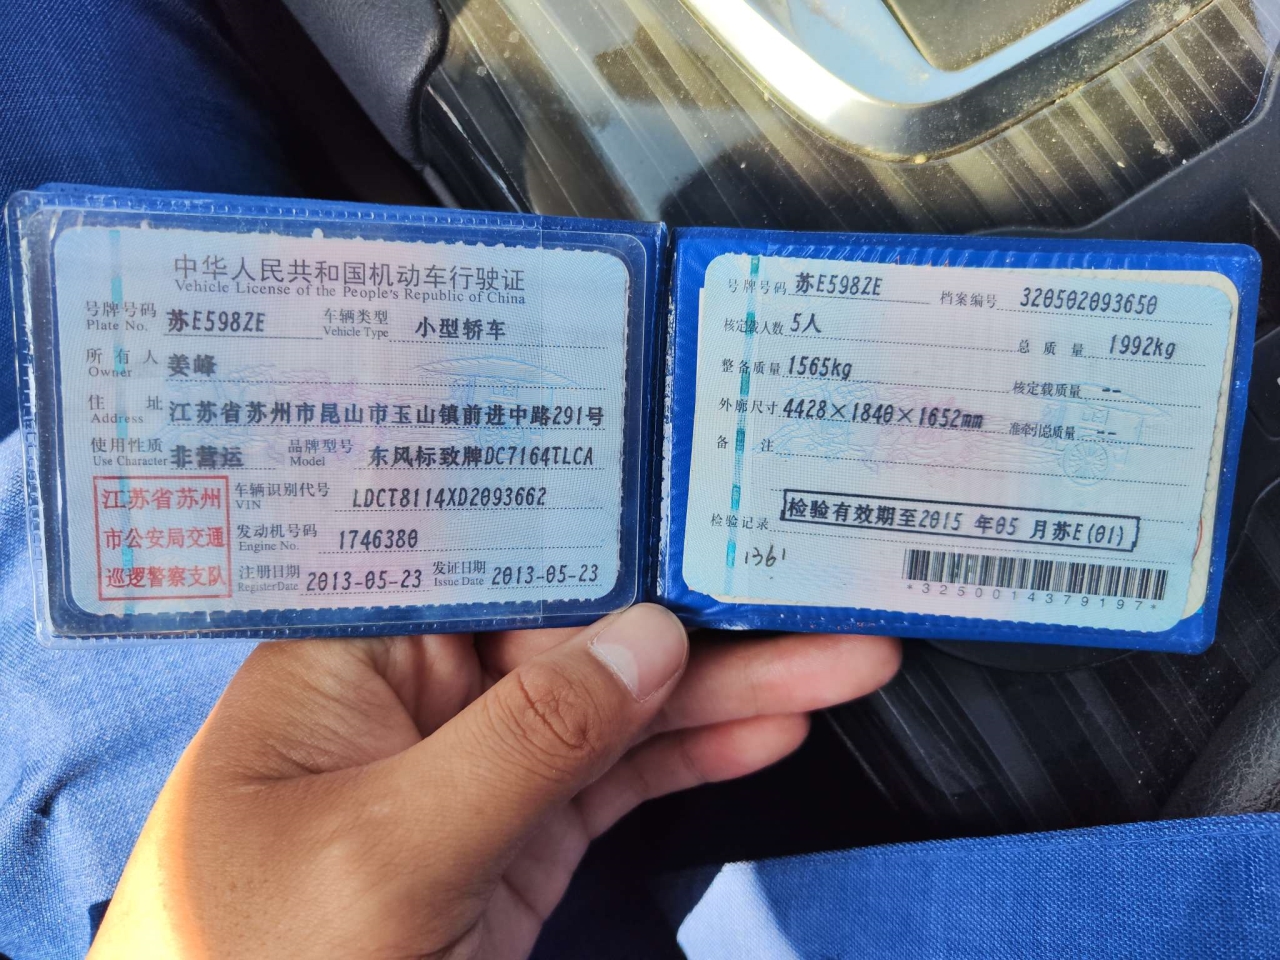 中华人民共和国机动车行驶证
Vehicle License of the People's Republic of China
号牌号码 苏E598ZE 车辆类型 小型轿车
Plate No. Vehicle Type
所有人 姜峰
Owner
住址 江苏省苏州市昆山市玉山镇前进中路291号
Address
使用性质 非营运 品牌型号 东风标致牌DC7164TLCA
Use Character Model
江苏省苏州
市公安局交通
巡逻警察支队
车辆识别代号 LDCT8114XD2093662
VIN
发动机号码 1746380
Engine No.
注册日期 2013-05-23 发证日期 2013-05-23
Register Date Issue Date
号牌号码 苏E598ZE 档案编号 320502093650
核定载人数 5人 总质量 1992kg
整备质量 1565kg 核定载质量 --
外廓尺寸 4428×1840×1652mm 准牵引总质量 --
备注
检验记录 检验有效期至2015年05月苏E(01)
1361
*3250014379197*